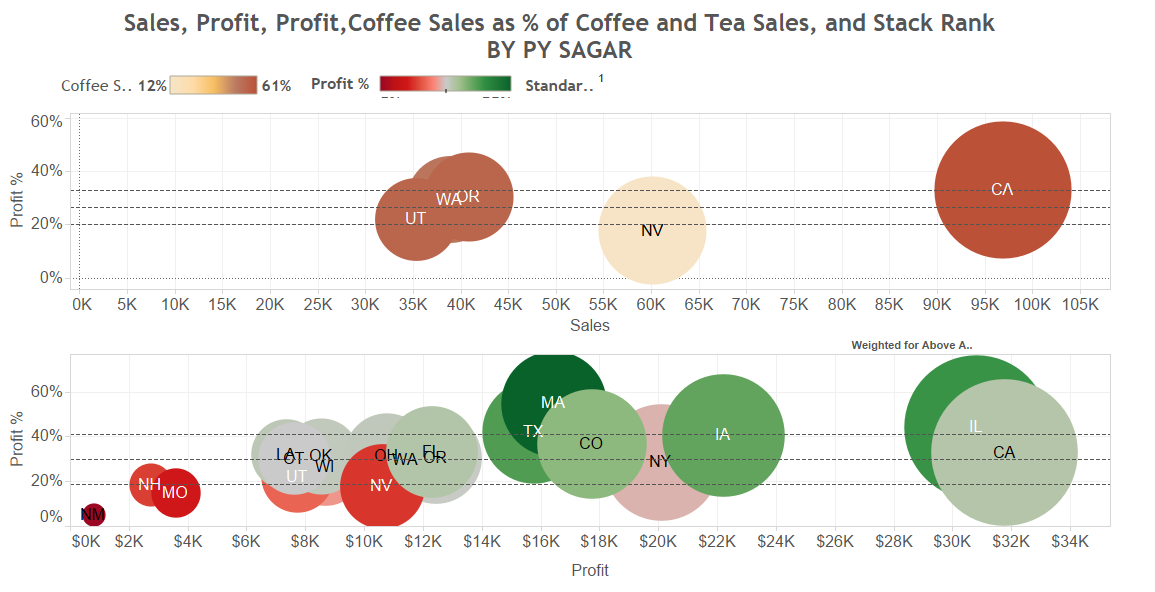 Sales, Profit, Profit,Coffee Sales as % of Coffee and Tea Sales, and Stack Rank
BY PY SAGAR
Coffee S.. 12% 61% Profit % Standar.. 1
60%
40%
20%
0%
Profit %
UT WA OR NV CA
0K 5K 10K 15K 20K 25K 30K 35K 40K 45K 50K 55K 60K 65K 70K 75K 80K 85K 90K 95K 100K 105K
Sales
Weighted for Above A..
60%
40%
20%
0%
Profit %
MA
TX CO IA IL
LA CT OK WI OH WA FL OR NY CA
NH MO UT NV
NM
$0K $2K $4K $6K $8K $10K $12K $14K $16K $18K $20K $22K $24K $26K $28K $30K $32K $34K
Profit